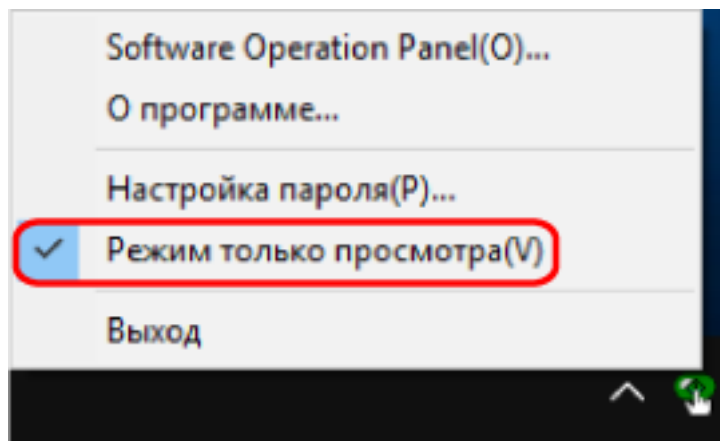 Software Operation Panel(O)...
О программе...
Настройка пароля(P)...
Режим только просмотра(V)
Выход